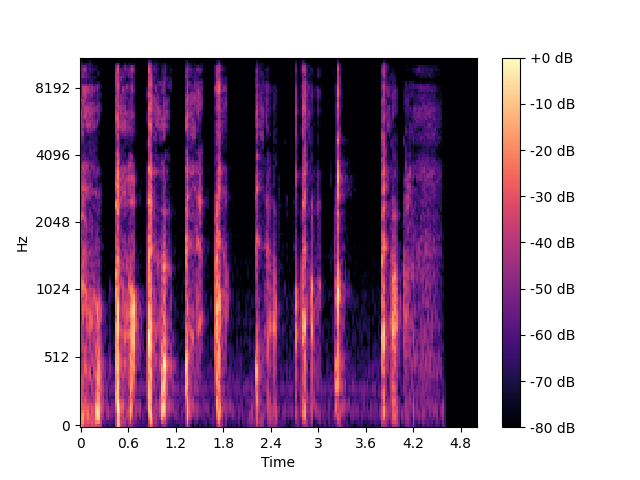 8192
4096
2048
1024
512
0
Hz
0 0.6 1.2 1.8 2.4 3 3.6 4.2 4.8
Time
+0 dB
-10 dB
-20 dB
-30 dB
-40 dB
-50 dB
-60 dB
-70 dB
-80 dB